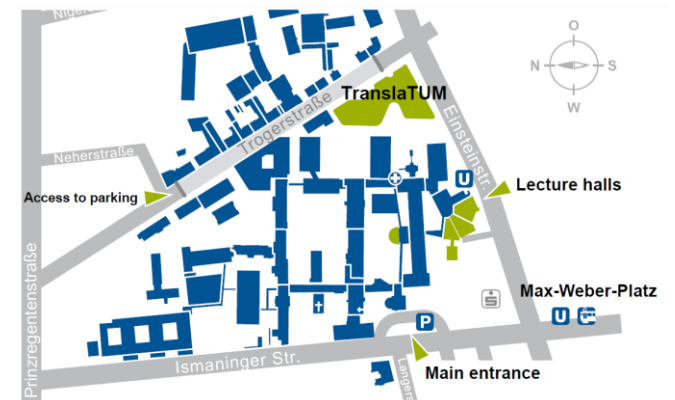 O
N
S
W
TranslaTUM
Trogerstraße
Einsteinstr.
Neherstraße
U
Access to parking
Lecture halls
Prinzregentenstraße
S
Max-Weber-Platz
P
U
Ismaninger Str.
Main entrance